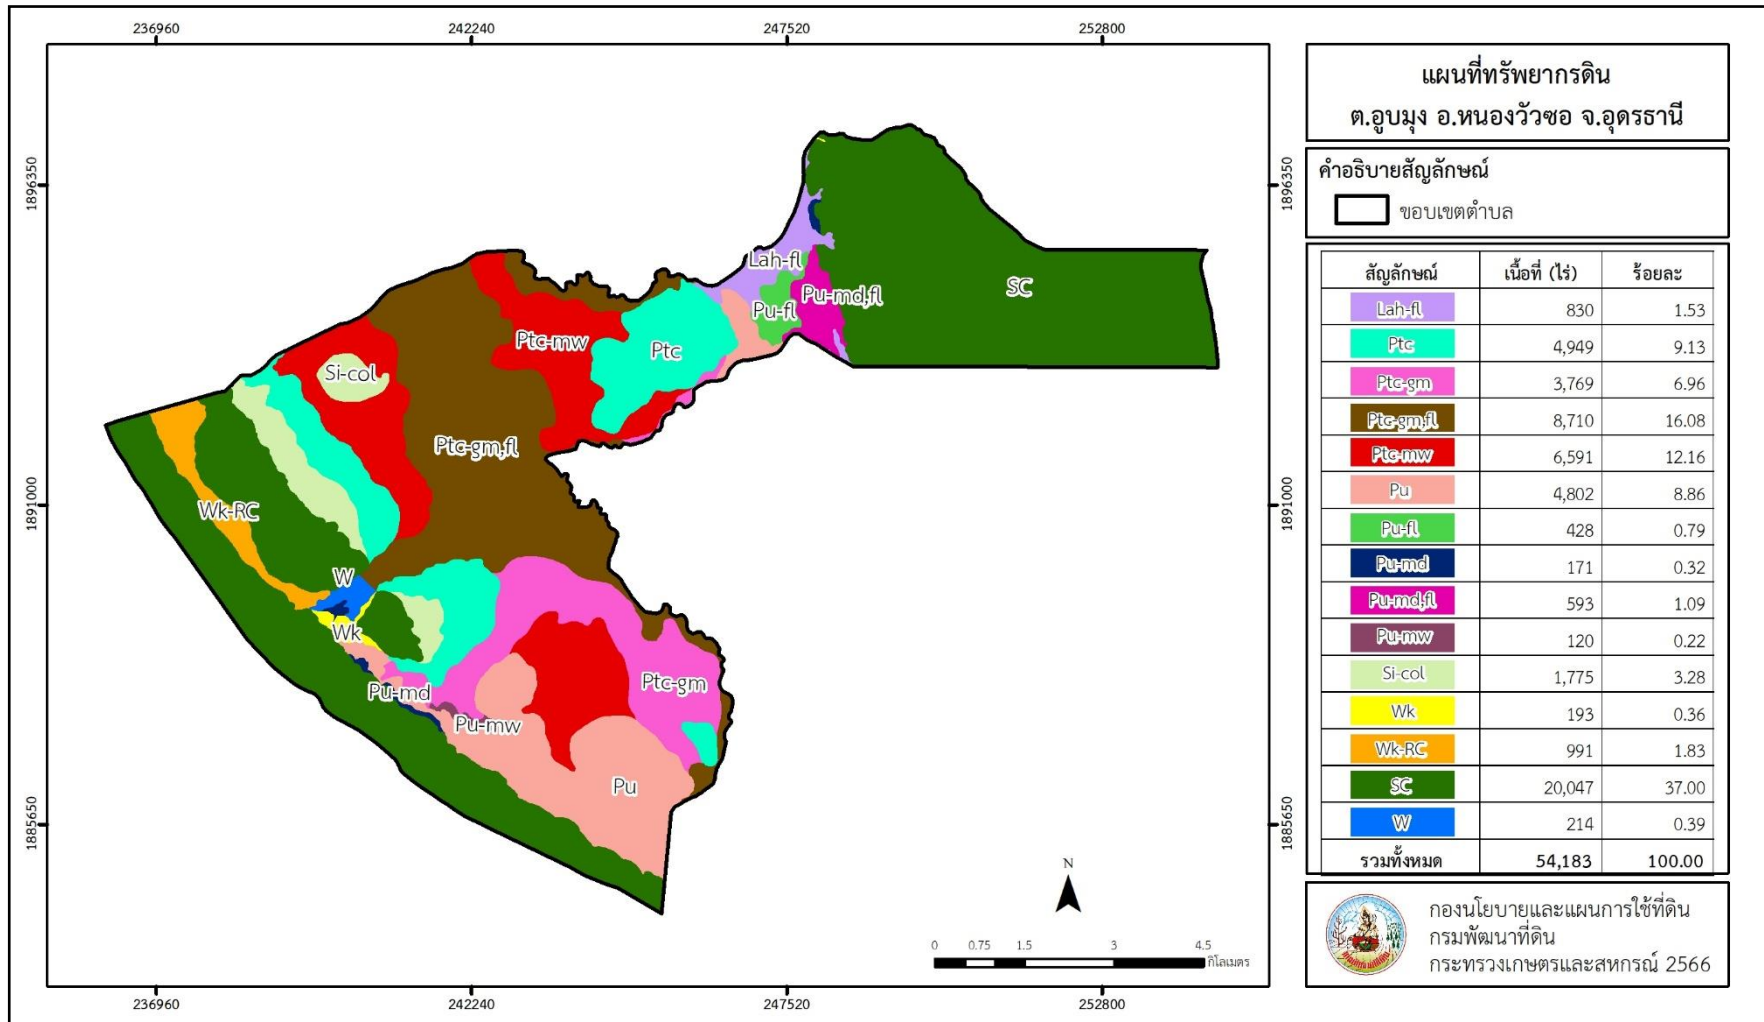 236960
242240
247520
252800
1896350
1891000
1885650
1896350
1891000
1885650
Lah-fl
Pu-fl
Pu-md,fl
SC
Ptc-mw
Ptc
Si-col
Ptc-gm,fl
Wk-RC
W
Wk
Pu-md
Pu-mw
Ptc-gm
Pu
N
0 0.75 1.5 3 4.5
กิโลเมตร
236960
242240
247520
252800
แผนที่ทรัพยากรดิน
ต.อูบมุง อ.หนองวัวซอ จ.อุดรธานี
คำอธิบายสัญลักษณ์
ขอบเขตตำบล
สัญลักษณ์ เนื้อที่ (ไร่) ร้อยละ
Lah-fl 830 1.53
Ptc 4,949 9.13
Ptc-gm 3,769 6.96
Ptc-gm,fl 8,710 16.08
Ptc-mw 6,591 12.16
Pu 4,802 8.86
Pu-fl 428 0.79
Pu-md 171 0.32
Pu-md,fl 593 1.09
Pu-mw 120 0.22
Si-col 1,775 3.28
Wk 193 0.36
Wk-RC 991 1.83
SC 20,047 37.00
W 214 0.39
รวมทั้งหมด 54,183 100.00
กองนโยบายและแผนการใช้ที่ดิน
กรมพัฒนาที่ดิน
กระทรวงเกษตรและสหกรณ์ 2566